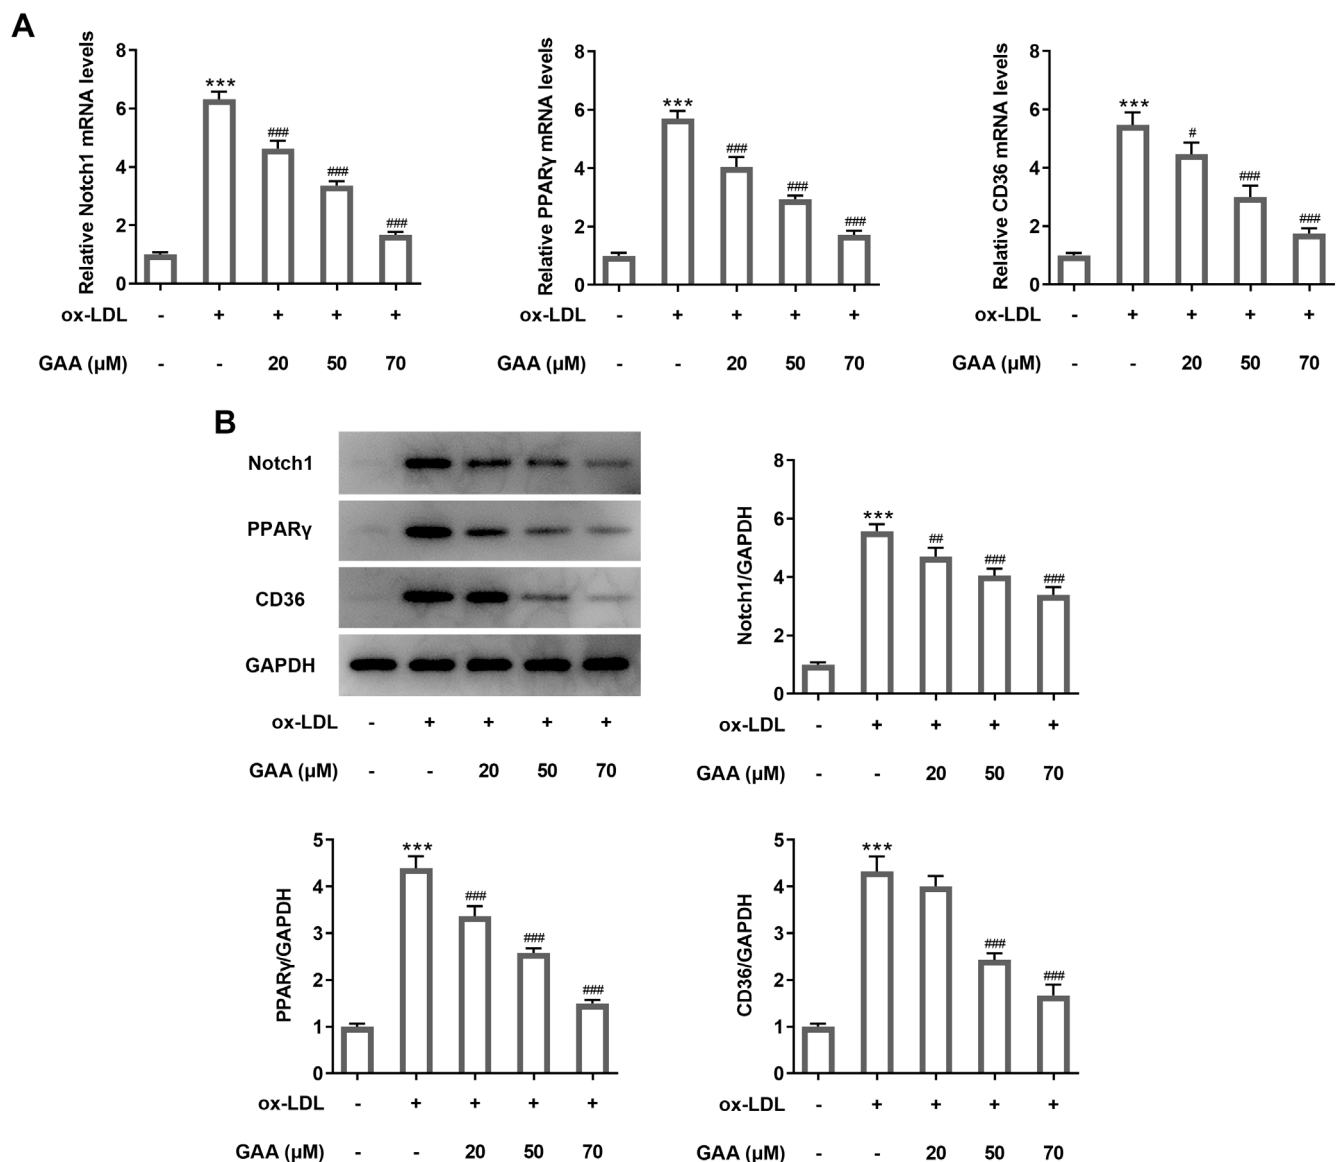 A
Relative Notch1 mRNA levels
8
6
4
2
0
***
###
###
###
ox-LDL - + + + +
GAA (μM) - - 20 50 70
Relative PPARγ mRNA levels
8
6
4
2
0
***
###
###
###
ox-LDL - + + + +
GAA (μM) - - 20 50 70
Relative CD36 mRNA levels
8
6
4
2
0
***
#
###
###
ox-LDL - + + + +
GAA (μM) - - 20 50 70
B
Notch1
PPARγ
CD36
GAPDH
ox-LDL - + + + +
GAA (μM) - - 20 50 70
Notch1/GAPDH
8
6
4
2
0
***
##
###
###
ox-LDL - + + + +
GAA (μM) - - 20 50 70
PPARγ/GAPDH
5
4
3
2
1
0
***
###
###
###
ox-LDL - + + + +
GAA (μM) - - 20 50 70
CD36/GAPDH
5
4
3
2
1
0
***
###
###
ox-LDL - + + + +
GAA (μM) - - 20 50 70